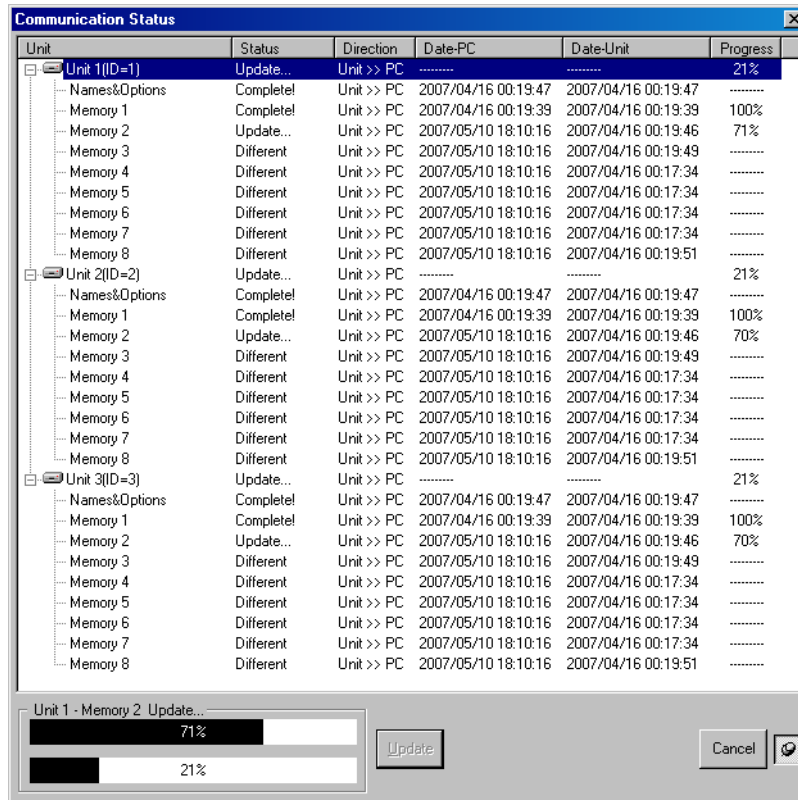 Communication Status
Unit Status Direction Date-PC Date-Unit Progress
Unit 1(ID=1) Update... Unit >> PC --------- --------- 21%
Names&Options Complete! Unit >> PC 2007/04/16 00:19:47 2007/04/16 00:19:47 ---------
Memory 1 Complete! Unit >> PC 2007/04/16 00:19:39 2007/04/16 00:19:39 100%
Memory 2 Update... Unit >> PC 2007/05/10 18:10:16 2007/04/16 00:19:46 71%
Memory 3 Different Unit >> PC 2007/05/10 18:10:16 2007/04/16 00:19:49 ---------
Memory 4 Different Unit >> PC 2007/05/10 18:10:16 2007/04/16 00:17:34 ---------
Memory 5 Different Unit >> PC 2007/05/10 18:10:16 2007/04/16 00:17:34 ---------
Memory 6 Different Unit >> PC 2007/05/10 18:10:16 2007/04/16 00:17:34 ---------
Memory 7 Different Unit >> PC 2007/05/10 18:10:16 2007/04/16 00:17:34 ---------
Memory 8 Different Unit >> PC 2007/05/10 18:10:16 2007/04/16 00:19:51 ---------
Unit 2(ID=2) Update... Unit >> PC --------- --------- 21%
Names&Options Complete! Unit >> PC 2007/04/16 00:19:47 2007/04/16 00:19:47 ---------
Memory 1 Complete! Unit >> PC 2007/04/16 00:19:39 2007/04/16 00:19:39 100%
Memory 2 Update... Unit >> PC 2007/05/10 18:10:16 2007/04/16 00:19:46 70%
Memory 3 Different Unit >> PC 2007/05/10 18:10:16 2007/04/16 00:19:49 ---------
Memory 4 Different Unit >> PC 2007/05/10 18:10:16 2007/04/16 00:17:34 ---------
Memory 5 Different Unit >> PC 2007/05/10 18:10:16 2007/04/16 00:17:34 ---------
Memory 6 Different Unit >> PC 2007/05/10 18:10:16 2007/04/16 00:17:34 ---------
Memory 7 Different Unit >> PC 2007/05/10 18:10:16 2007/04/16 00:17:34 ---------
Memory 8 Different Unit >> PC 2007/05/10 18:10:16 2007/04/16 00:19:51 ---------
Unit 3(ID=3) Update... Unit >> PC --------- --------- 21%
Names&Options Complete! Unit >> PC 2007/04/16 00:19:47 2007/04/16 00:19:47 ---------
Memory 1 Complete! Unit >> PC 2007/04/16 00:19:39 2007/04/16 00:19:39 100%
Memory 2 Update... Unit >> PC 2007/05/10 18:10:16 2007/04/16 00:19:46 70%
Memory 3 Different Unit >> PC 2007/05/10 18:10:16 2007/04/16 00:19:49 ---------
Memory 4 Different Unit >> PC 2007/05/10 18:10:16 2007/04/16 00:17:34 ---------
Memory 5 Different Unit >> PC 2007/05/10 18:10:16 2007/04/16 00:17:34 ---------
Memory 6 Different Unit >> PC 2007/05/10 18:10:16 2007/04/16 00:17:34 ---------
Memory 7 Different Unit >> PC 2007/05/10 18:10:16 2007/04/16 00:17:34 ---------
Memory 8 Different Unit >> PC 2007/05/10 18:10:16 2007/04/16 00:19:51 ---------
Unit 1 - Memory 2 Update...
71%
21%
Update
Cancel